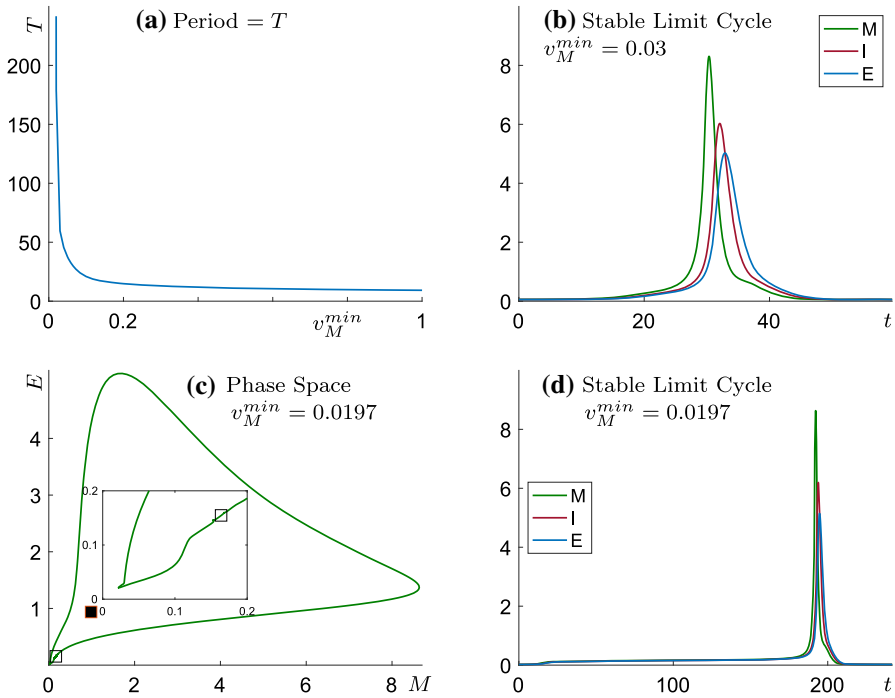 (a) Period = T
T
200
150
100
50
0
0
0.2
v_M^{min}
1
(b) Stable Limit Cycle
v_M^{min} = 0.03
M
I
E
8
6
4
2
0
0
20
40
t
(c) Phase Space
v_M^{min} = 0.0197
E
4
3
2
1
0
0
2
4
6
8
M
0.2
0.1
0
0
0.1
0.2
(d) Stable Limit Cycle
v_M^{min} = 0.0197
M
I
E
8
6
4
2
0
0
100
200
t